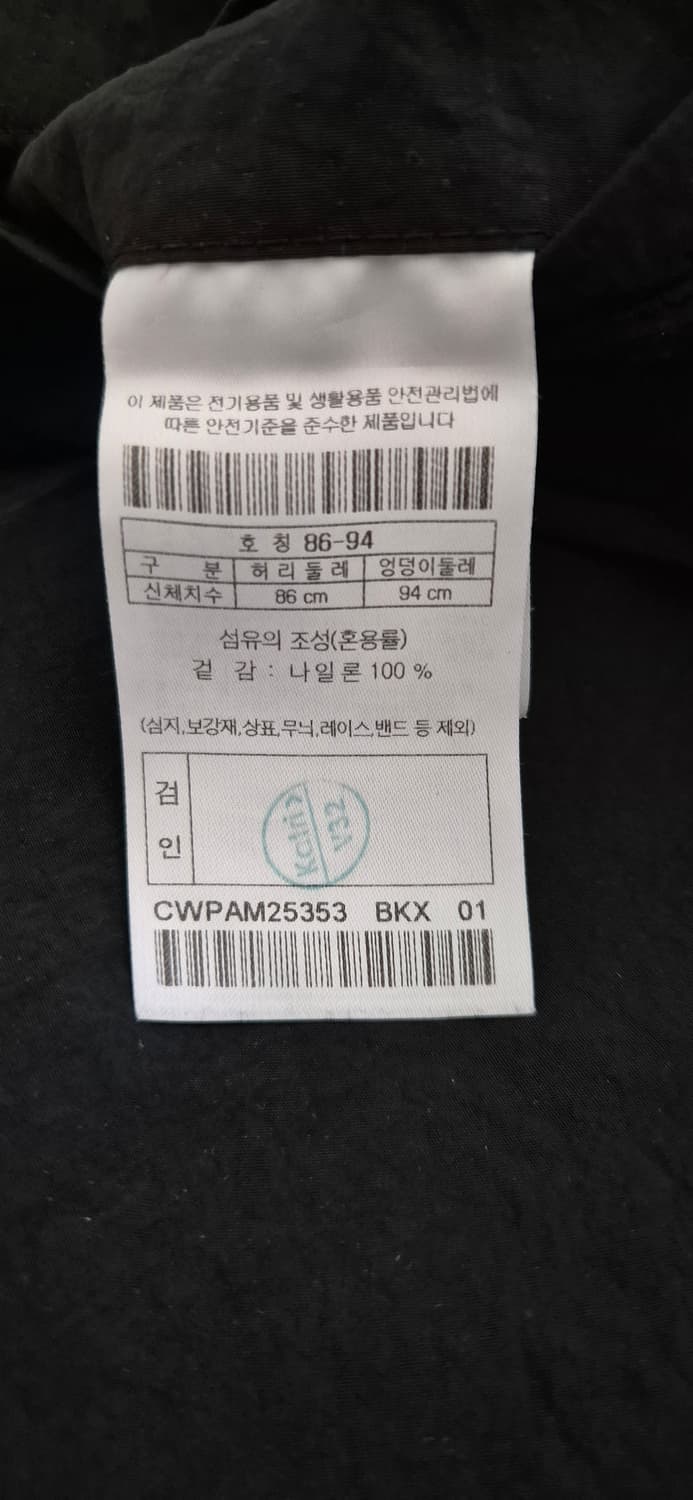 이 제품은 전기용품 및 생활용품 안전관리법에
따른 안전기준을 준수한 제품입니다
호 칭 86-94
구 분 허 리 둘 레 엉덩이둘레
신체치수 86 cm 94 cm
섬유의 조성(혼용률)
겉 감 : 나일론 100 %
(심지,보강재,상표,무늬,레이스,밴드 등 제외)
검
인
V32
CWPAM25353 BKX 01